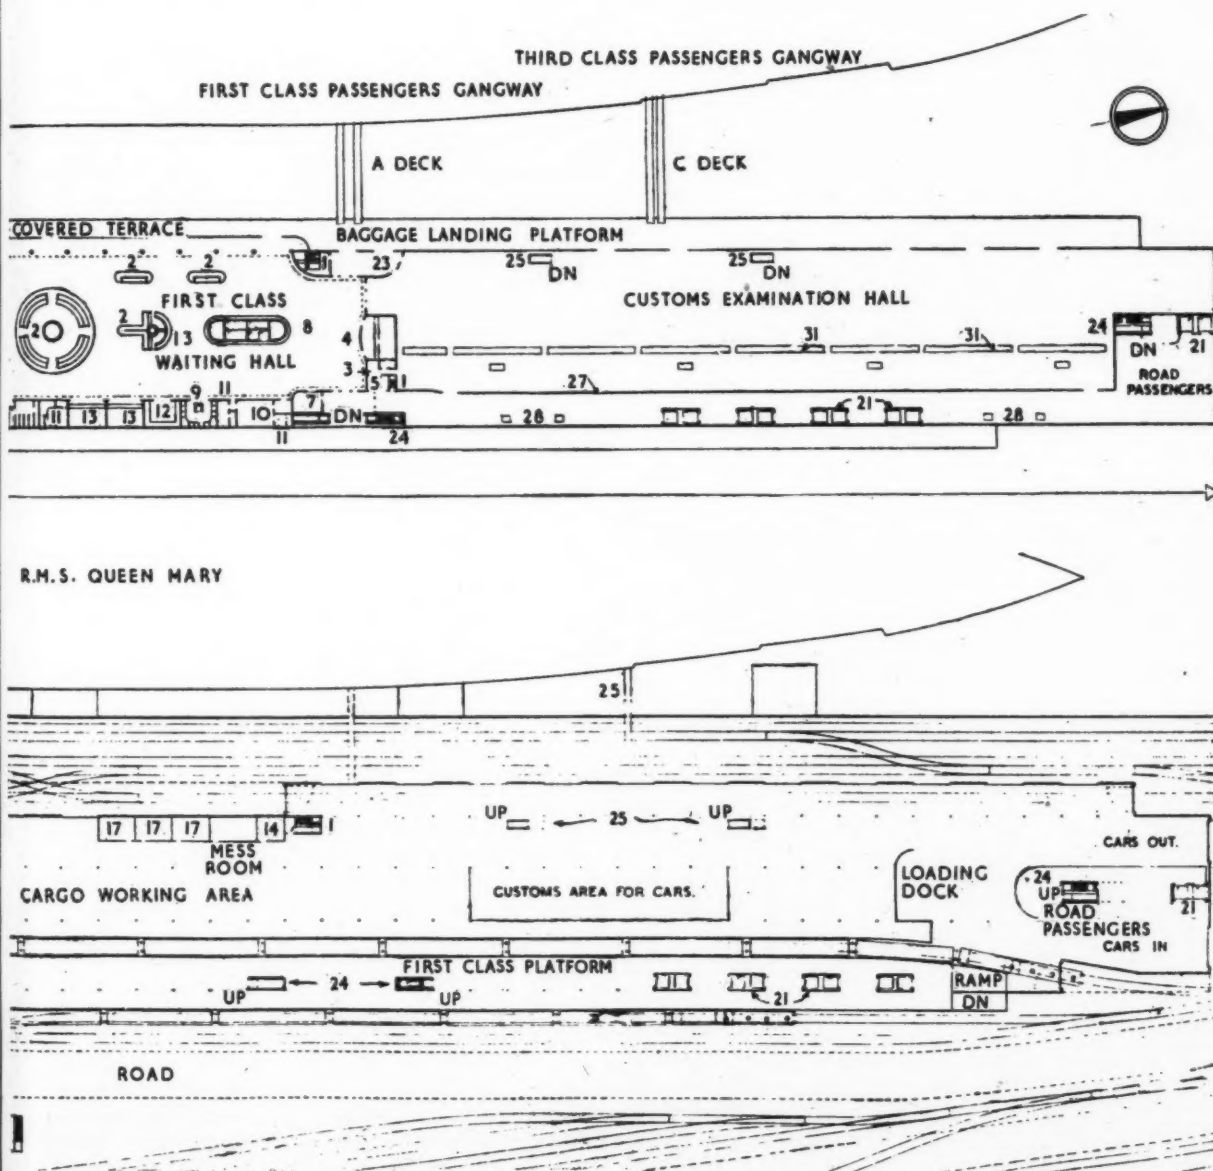 THIRD CLASS PASSENGERS GANGWAY
FIRST CLASS PASSENGERS GANGWAY
A DECK
C DECK
COVERED TERRACE
BAGGAGE LANDING PLATFORM
1
23
25
DN
25
DN
2
2
FIRST CLASS
CUSTOMS EXAMINATION HALL
2
2
13
8
4
31
31
24
21
DN
WAITING HALL
3
5
1
27
ROAD
PASSENGERS
9
11
11
13
13
12
10
7
DN
28
21
28
11
24
R.M.S. QUEEN MARY
25
UP
25
UP
17
17
17
14
1
MESS
ROOM
CARS OUT.
CARGO WORKING AREA
CUSTOMS AREA FOR CARS.
LOADING
DOCK
24
UP
21
ROAD
PASSENGERS
CARS IN
FIRST CLASS PLATFORM
24
UP
UP
21
RAMP
DN
ROAD